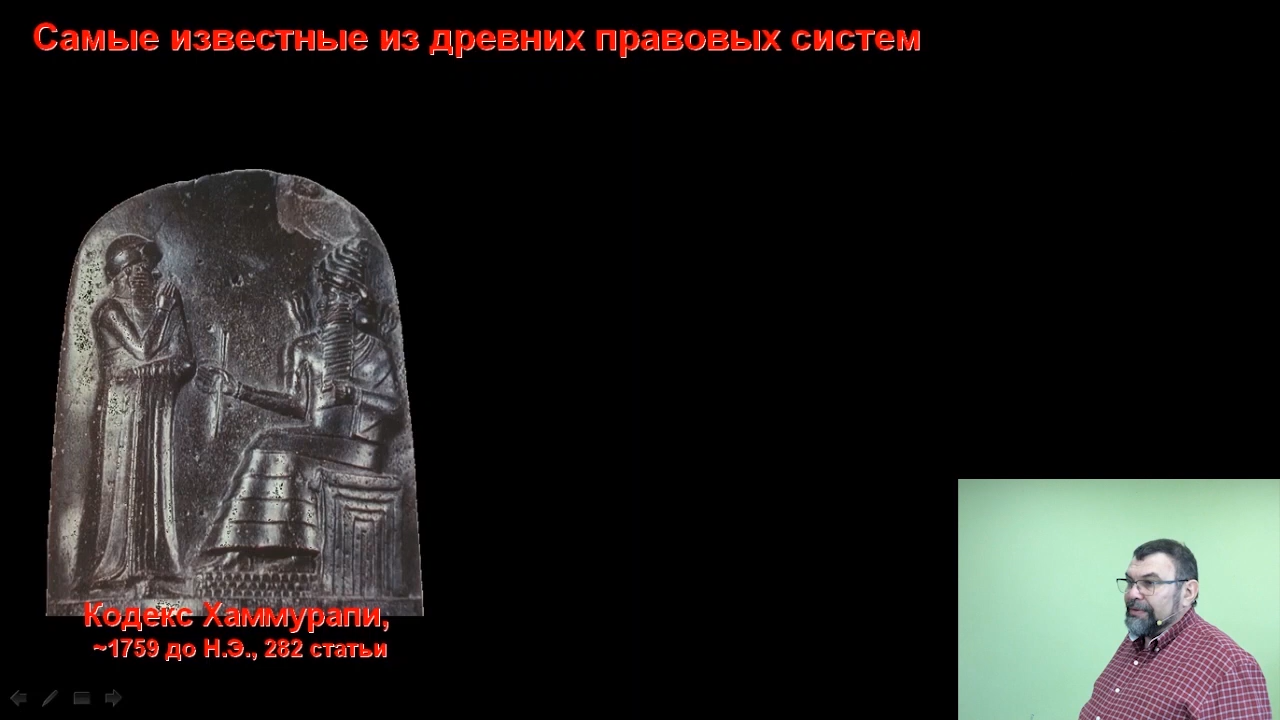 Самые известные из древних правовых систем
Кодекс Хаммурапи,
~1759 до Н.Э., 282 статьи